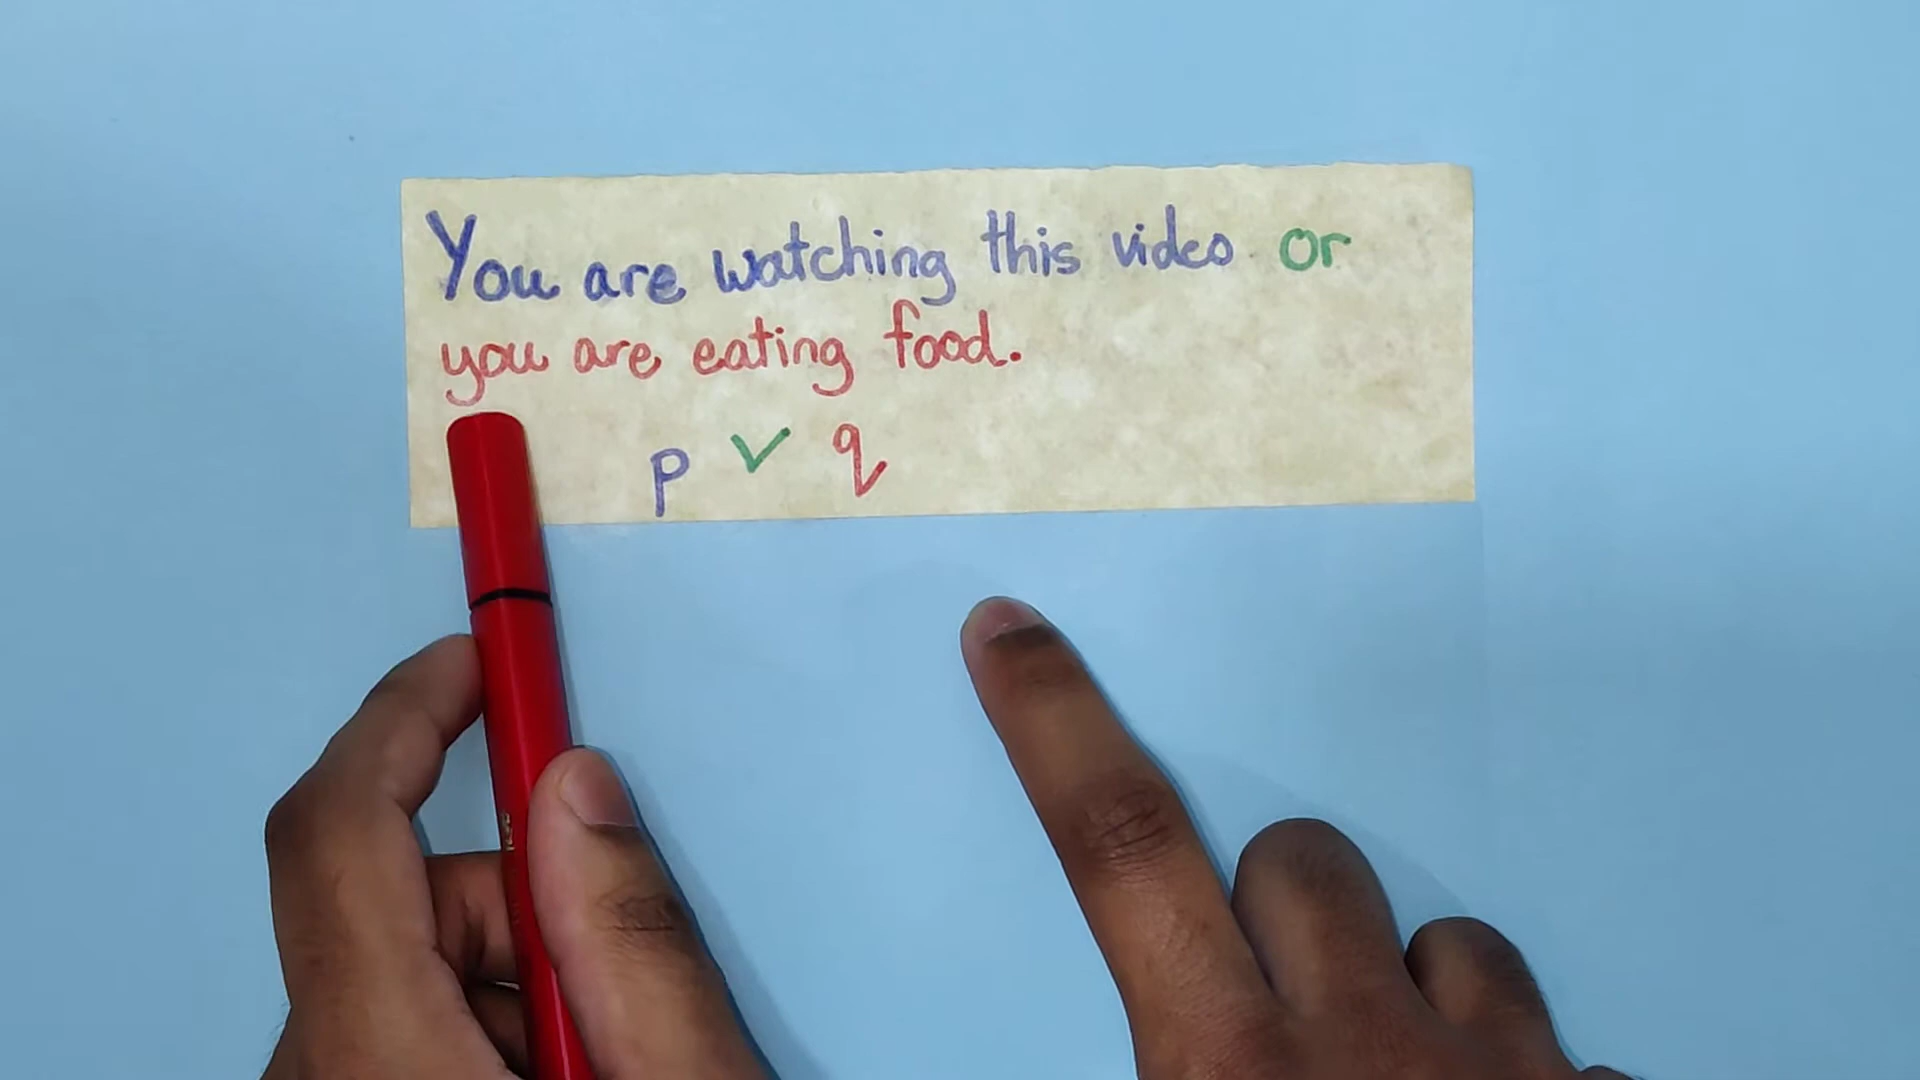 You are watching this video or
you are eating food.
p ∨ q